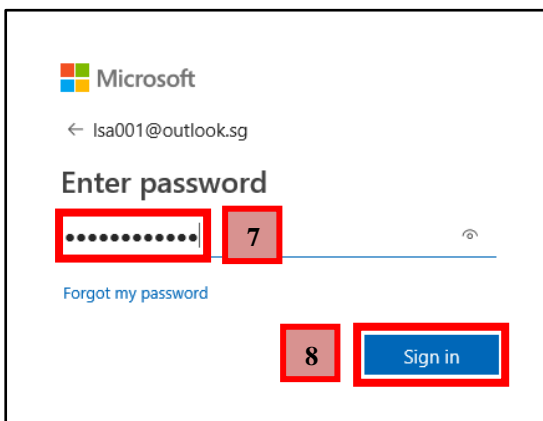 Microsoft
← lsa001@outlook.sg
Enter password
●●●●●●●●●●●● 7
Forgot my password
8 Sign in